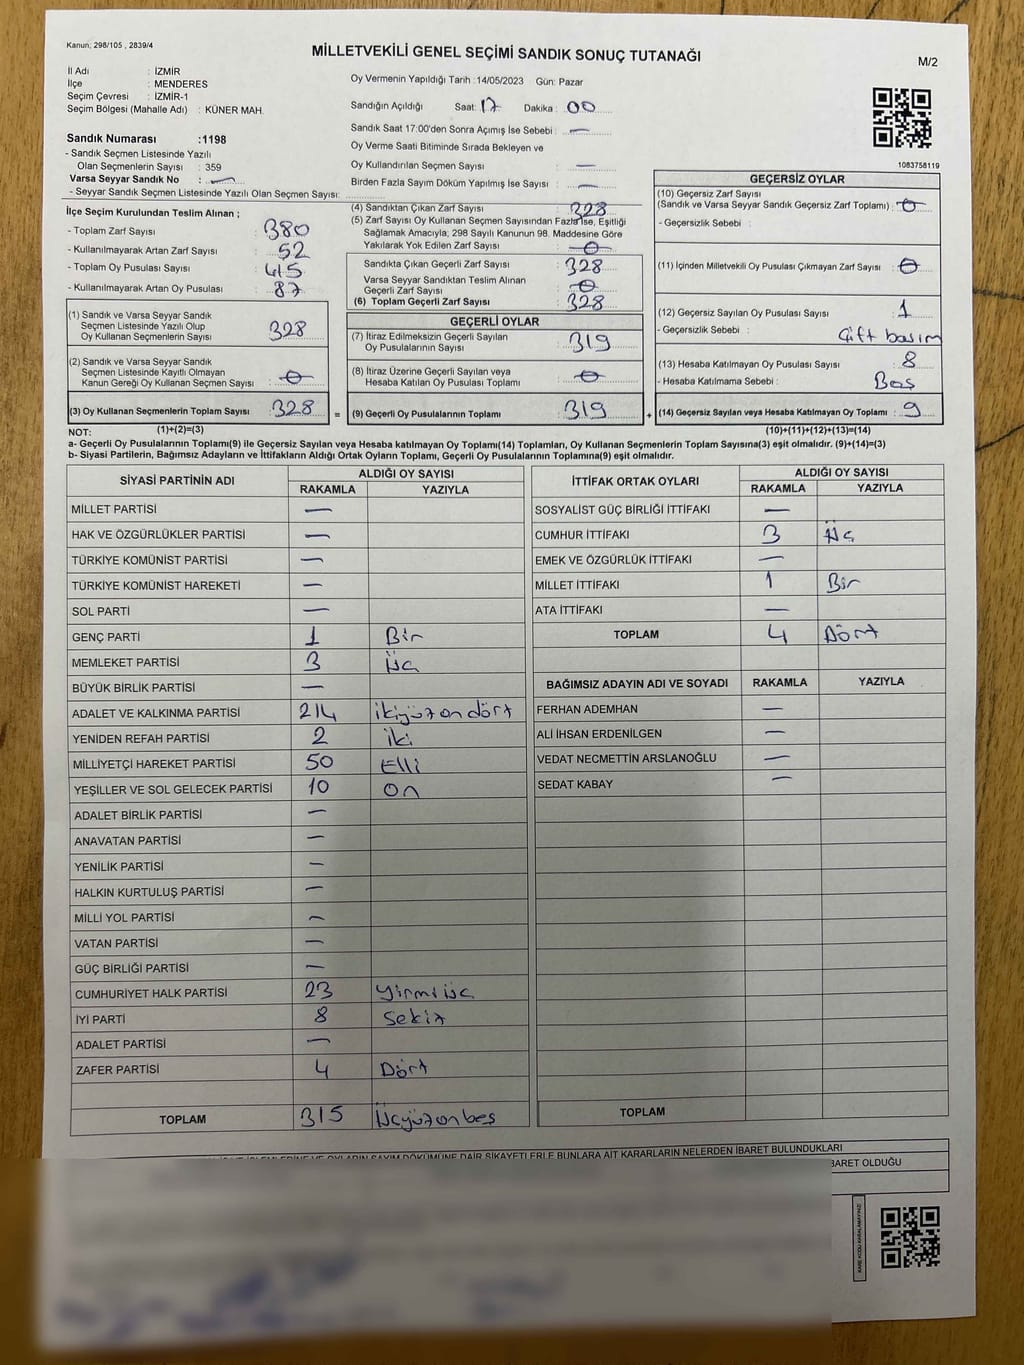 Kanun; 298/105 , 2839/4
MİLLETVEKİLİ GENEL SEÇİMİ SANDIK SONUÇ TUTANAĞI
M/2
İl Adı : İZMİR
İlçe : MENDERES
Seçim Çevresi : İZMİR-1
Seçim Bölgesi (Mahalle Adı) : KÜNER MAH.
Oy Vermenin Yapıldığı Tarih :14/05/2023 Gün: Pazar
Sandığın Açıldığı Saat: 17 Dakika : 00
Sandık Saat 17:00'den Sonra Açımış İse Sebebi : —
Oy Verme Saati Bitiminde Sırada Bekleyen ve
Oy Kullandırılan Seçmen Sayısı : —
Birden Fazla Sayım Döküm Yapılmış İse Sayısı : —
Sandık Numarası :1198
- Sandık Seçmen Listesinde Yazılı
Olan Seçmenlerin Sayısı : 359
Varsa Seyyar Sandık No : —
- Seyyar Sandık Seçmen Listesinde Yazılı Olan Seçmen Sayısı:
1083758119
İlçe Seçim Kurulundan Teslim Alınan ;
- Toplam Zarf Sayısı : 380
- Kullanılmayarak Artan Zarf Sayısı : 52
- Toplam Oy Pusulası Sayısı : 415
- Kullanılmayarak Artan Oy Pusulası : 87
(1) Sandık ve Varsa Seyyar Sandık
Seçmen Listesinde Yazılı Olup
Oy Kullanan Seçmenlerin Sayısı : 328
(2) Sandık ve Varsa Seyyar Sandık
Seçmen Listesinde Kayıtlı Olmayan
Kanun Gereği Oy Kullanan Seçmen Sayısı : 0
(3) Oy Kullanan Seçmenlerin Toplam Sayısı : 328
(1)+(2)=(3)
(4) Sandıktan Çıkan Zarf Sayısı 328
(5) Zarf Sayısı Oy Kullanan Seçmen Sayısından Fazla İse, Eşitliği
Sağlamak Amacıyla, 298 Sayılı Kanunun 98. Maddesine Göre
Yakılarak Yok Edilen Zarf Sayısı : 0
Sandıkta Çıkan Geçerli Zarf Sayısı : 328
Varsa Seyyar Sandıktan Teslim Alınan
Geçerli Zarf Sayısı : 0
(6) Toplam Geçerli Zarf Sayısı : 328
GEÇERLİ OYLAR
(7) İtiraz Edilmeksizin Geçerli Sayılan
Oy Pusulalarının Sayısı : 319
(8) İtiraz Üzerine Geçerli Sayılan veya
Hesaba Katılan Oy Pusulası Toplamı : 0
= (9) Geçerli Oy Pusulalarının Toplamı : 319
GEÇERSİZ OYLAR
(10) Geçersiz Zarf Sayısı
(Sandık ve Varsa Seyyar Sandık Geçersiz Zarf Toplamı) : 0
- Geçersizlik Sebebi :
(11) İçinden Milletvekili Oy Pusulası Çıkmayan Zarf Sayısı : 0
(12) Geçersiz Sayılan Oy Pusulası Sayısı : 1
- Geçersizlik Sebebi : Çift basım
(13) Hesaba Katılmayan Oy Pusulası Sayısı : 8
- Hesaba Katılmama Sebebi : Boş
+ (14) Geçersiz Sayılan veya Hesaba Katılmayan Oy Toplamı : 9
(10)+(11)+(12)+(13)=(14)
NOT:
a- Geçerli Oy Pusulalarının Toplamı(9) ile Geçersiz Sayılan veya Hesaba katılmayan Oy Toplamı(14) Toplamları, Oy Kullanan Seçmenlerin Toplam Sayısına(3) eşit olmalıdır. (9)+(14)=(3)
b- Siyasi Partilerin, Bağımsız Adayların ve İttifakların Aldığı Ortak Oyların Toplamı, Geçerli Oy Pusulalarının Toplamına(9) eşit olmalıdır.
SİYASİ PARTİNİN ADI ALDIĞI OY SAYISI
RAKAMLA YAZIYLA
MİLLET PARTİSİ —
HAK VE ÖZGÜRLÜKLER PARTİSİ —
TÜRKİYE KOMÜNİST PARTİSİ —
TÜRKİYE KOMÜNİST HAREKETİ —
SOL PARTİ —
GENÇ PARTİ 1 Bir
MEMLEKET PARTİSİ 3 Üç
BÜYÜK BİRLİK PARTİSİ —
ADALET VE KALKINMA PARTİSİ 214 ikiyüzondört
YENİDEN REFAH PARTİSİ 2 iki
MİLLİYETÇİ HAREKET PARTİSİ 50 Elli
YEŞİLLER VE SOL GELECEK PARTİSİ 10 On
ADALET BİRLİK PARTİSİ —
ANAVATAN PARTİSİ —
YENİLİK PARTİSİ —
HALKIN KURTULUŞ PARTİSİ —
MİLLİ YOL PARTİSİ —
VATAN PARTİSİ —
GÜÇ BİRLİĞİ PARTİSİ —
CUMHURİYET HALK PARTİSİ 23 Yirmiüç
İYİ PARTİ 8 Sekiz
ADALET PARTİSİ —
ZAFER PARTİSİ 4 Dört
TOPLAM 315 Üçyüzonbeş
İTTİFAK ORTAK OYLARI ALDIĞI OY SAYISI
RAKAMLA YAZIYLA
SOSYALİST GÜÇ BİRLİĞİ İTTİFAKI —
CUMHUR İTTİFAKI 3 Üç
EMEK VE ÖZGÜRLÜK İTTİFAKI —
MİLLET İTTİFAKI 1 Bir
ATA İTTİFAKI —
TOPLAM 4 Dört
BAĞIMSIZ ADAYIN ADI VE SOYADI RAKAMLA YAZIYLA
FERHAN ADEMHAN —
ALİ İHSAN ERDENİLGEN —
VEDAT NECMETTİN ARSLANOĞLU —
SEDAT KABAY —
TOPLAM
İŞLEMLERİNE VE OYLARIN SAYIM DÖKÜMÜNE DAİR ŞİKAYETLERLE BUNLARA AİT KARARLARIN NELERDEN İBARET BULUNDUKLARI
BARET OLDUĞU
KARE KODU KARALAMAYINIZ